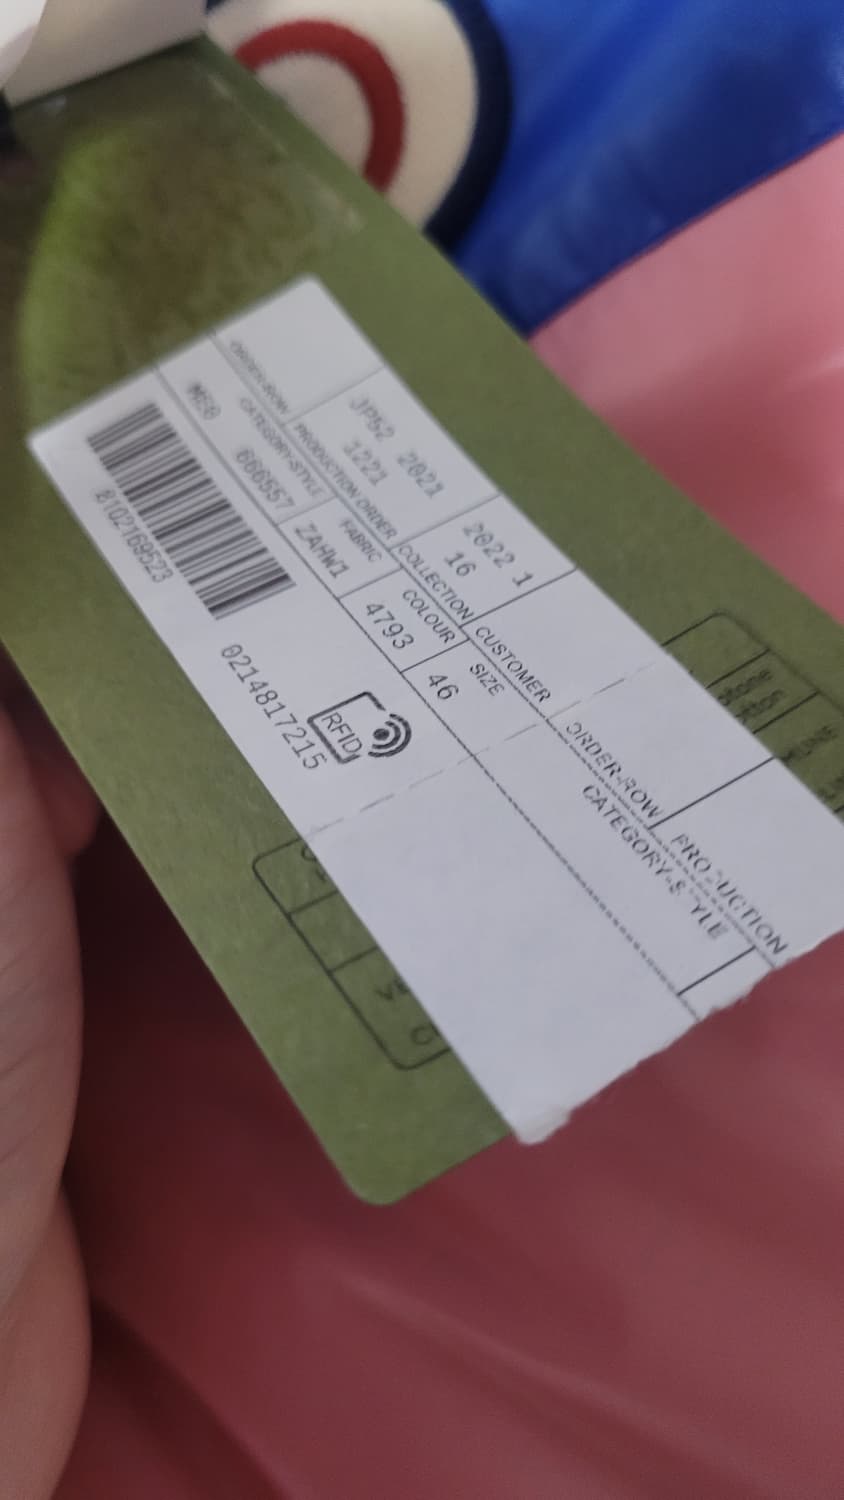 JP52 2021
1221
2022 1
16
ORDER-ROW PRODUCTION ORDER COLLECTION CUSTOMER
CATEGORY-STYLE FABRIC COLOUR SIZE
666557 ZAHW1 4793 46
8102169523
0214817215
RFID
ORDER-ROW PRODUCTION
CATEGORY-STYLE